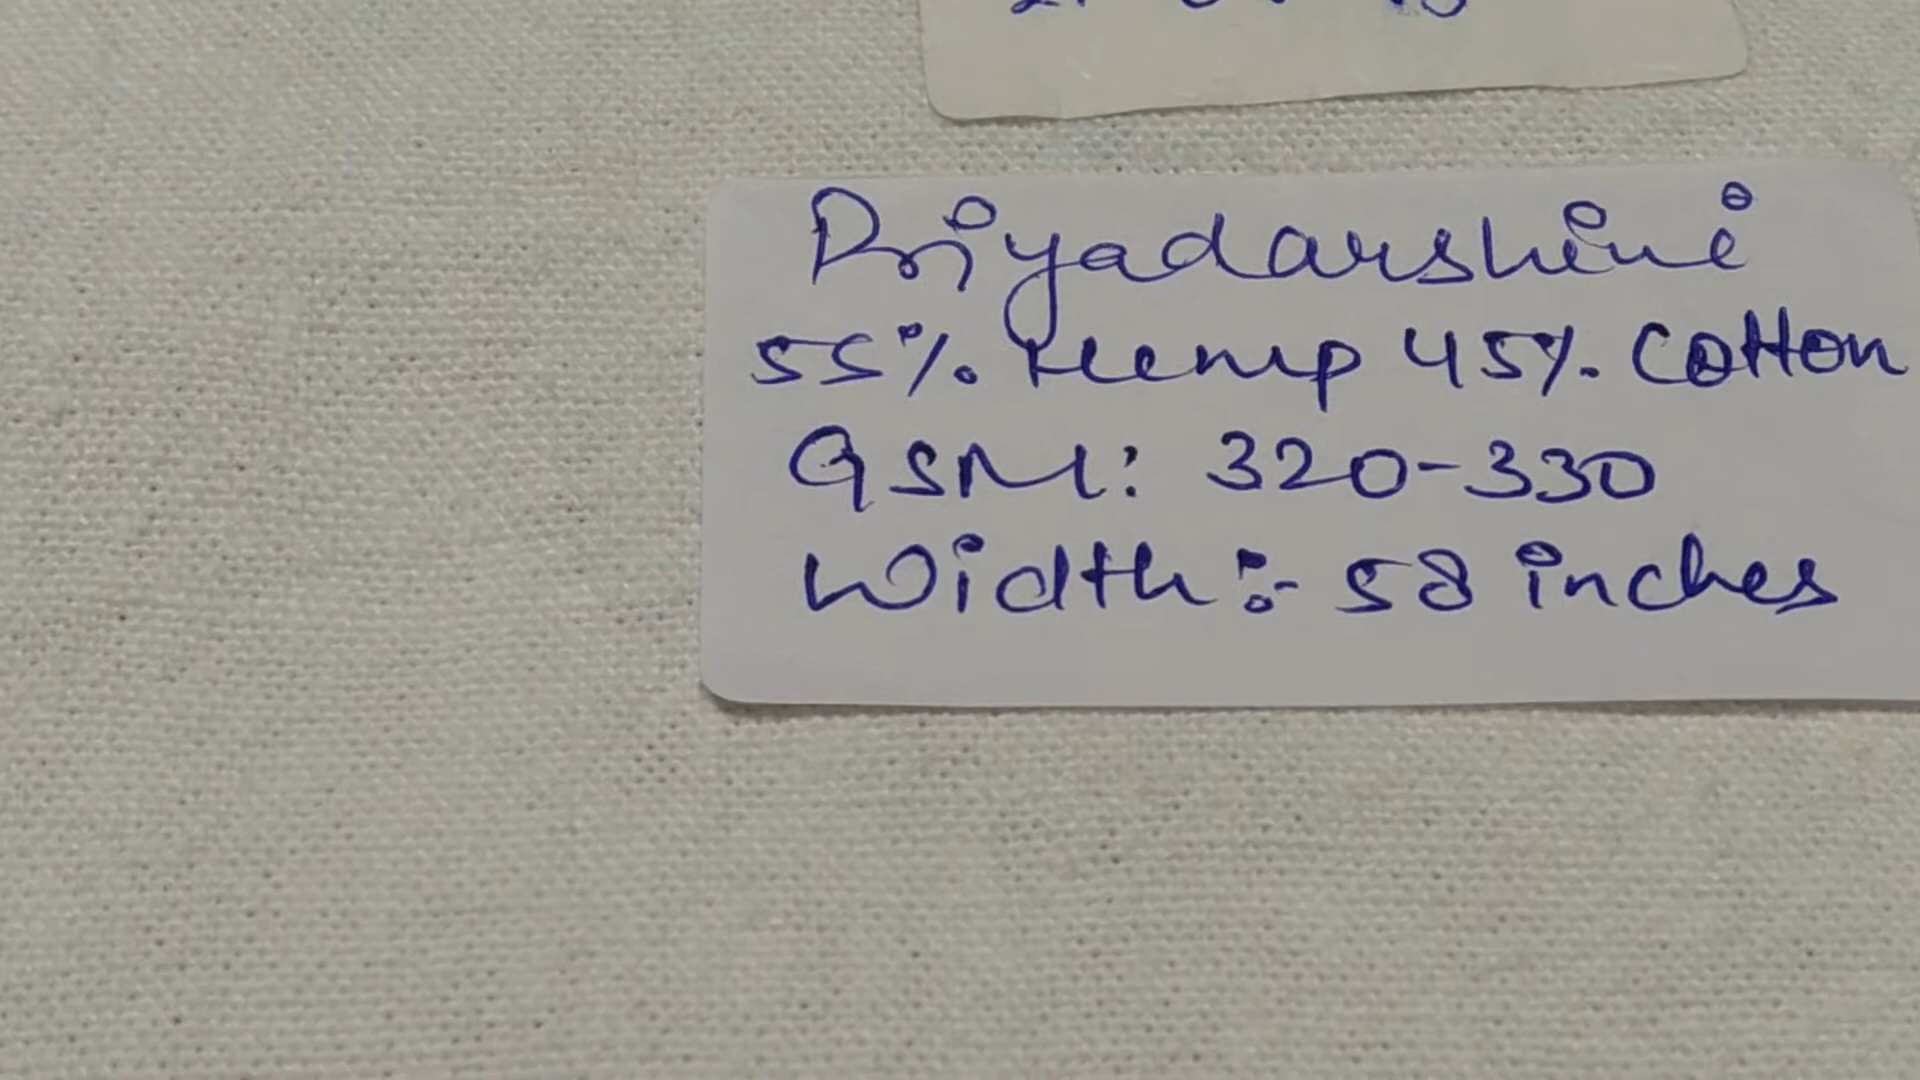 Priyadarshini
55% Hemp 45% Cotton
GSM: 320-330
Width:- 58 inches